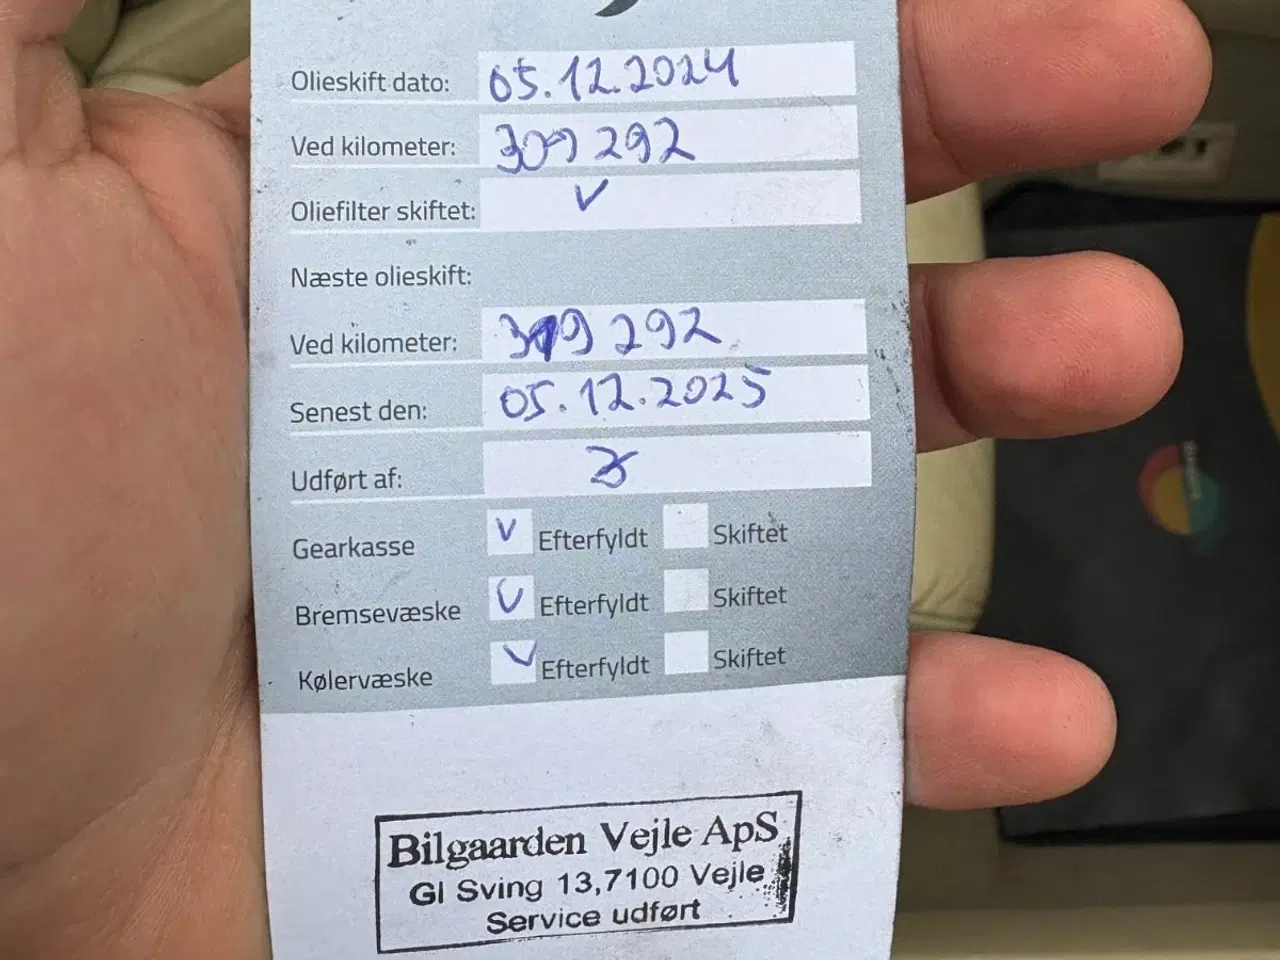 Olieskift dato: 05.12.2024
Ved kilometer: 309 292
Oliefilter skiftet: ✓
Næste olieskift:
Ved kilometer: 319 292
Senest den: 05.12.2025
Udført af:
Gearkasse ✓ Efterfyldt Skiftet
Bremsevæske ✓ Efterfyldt Skiftet
Kølervæske ✓ Efterfyldt Skiftet
Bilgaarden Vejle ApS
Gl Sving 13,7100 Vejle
Service udført